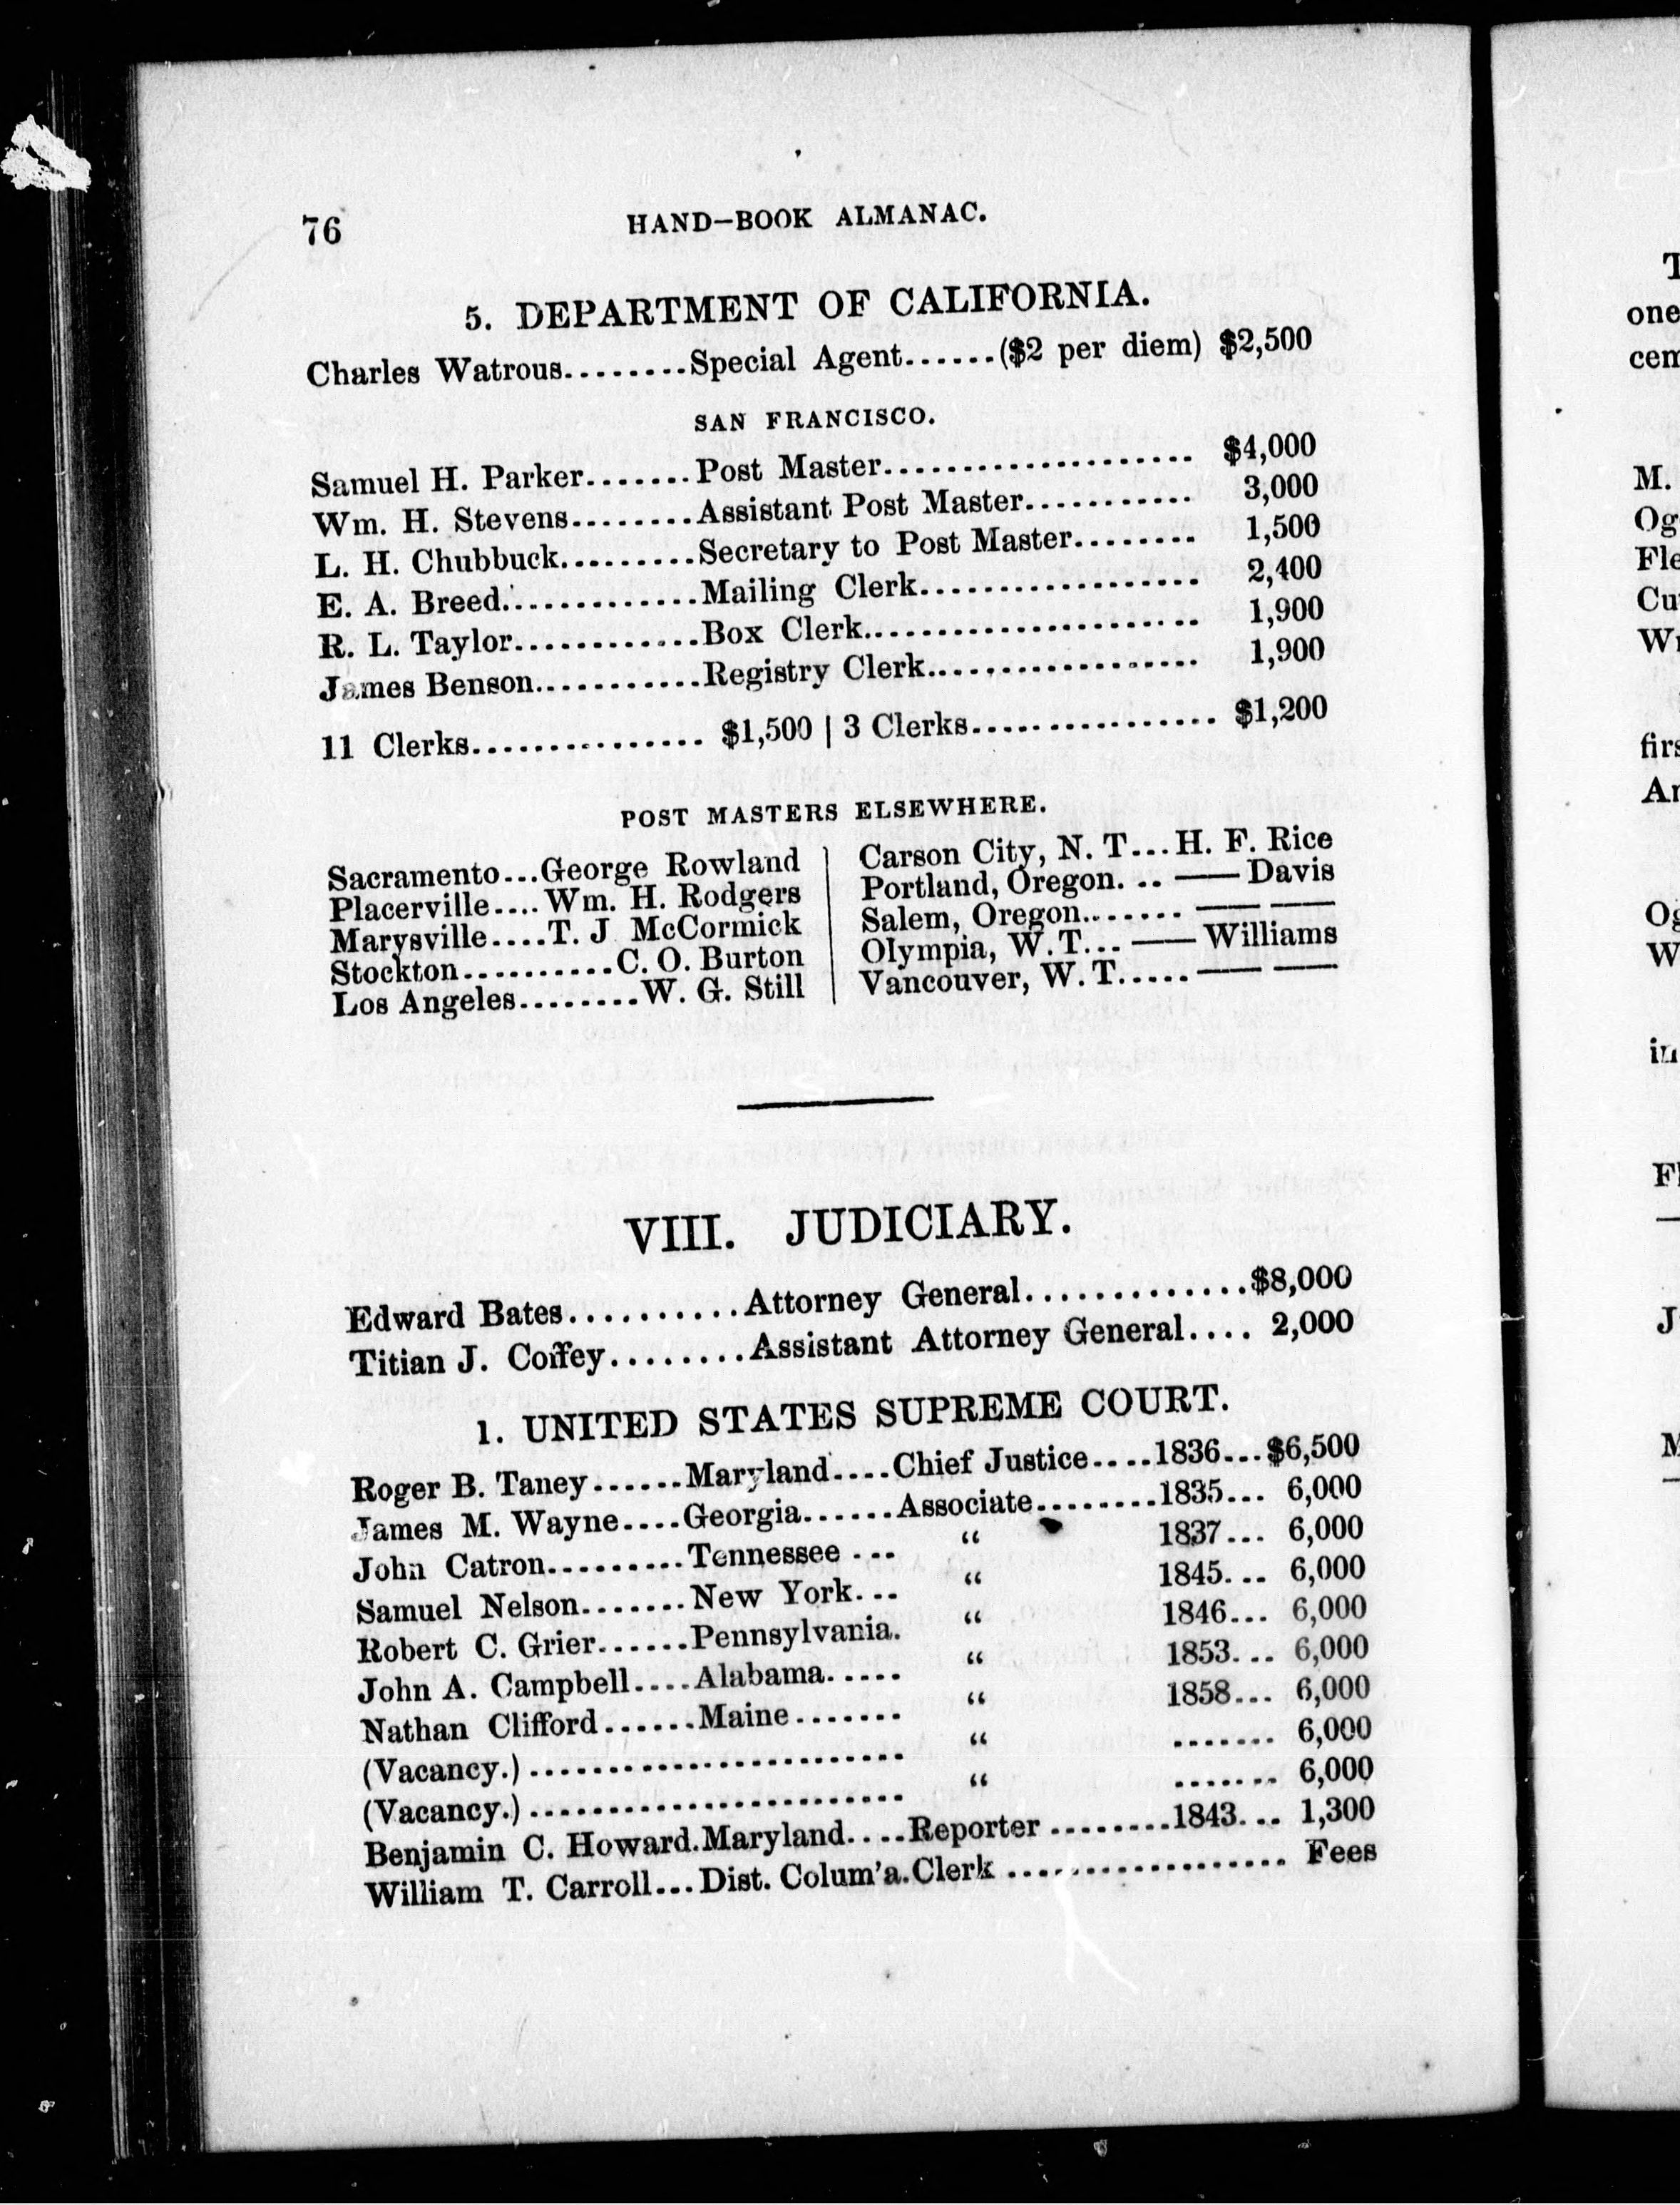 76 HAND-BOOK ALMANAC.
5. DEPARTMENT OF CALIFORNIA.
Charles Watrous........Special Agent......($2 per diem) $2,500
SAN FRANCISCO.
Samuel H. Parker.......Post Master.................... $4,000
Wm. H. Stevens........Assistant Post Master........... 3,000
L. H. Chubbuck.........Secretary to Post Master........ 1,500
E. A. Breed.............Mailing Clerk.................. 2,400
R. L. Taylor............Box Clerk...................... 1,900
James Benson...........Registry Clerk.................. 1,900
11 Clerks............... $1,500 | 3 Clerks................ $1,200
POST MASTERS ELSEWHERE.
Sacramento...George Rowland
Placerville....Wm. H. Rodgers
Marysville....T. J McCormick
Stockton..........C. O. Burton
Los Angeles........W. G. Still
Carson City, N. T...H. F. Rice
Portland, Oregon. .. —— Davis
Salem, Oregon....... —— ——
Olympia, W. T... —— Williams
Vancouver, W. T..... —— ——
VIII. JUDICIARY.
Edward Bates...........Attorney General..............$8,000
Titian J. Coffey.........Assistant Attorney General.... 2,000
1. UNITED STATES SUPREME COURT.
Roger B. Taney......Maryland....Chief Justice....1836...$6,500
James M. Wayne....Georgia......Associate........1835... 6,000
John Catron.........Tennessee ... “ 1837... 6,000
Samuel Nelson.......New York... “ 1845... 6,000
Robert C. Grier......Pennsylvania. “ 1846... 6,000
John A. Campbell....Alabama..... “ 1853... 6,000
Nathan Clifford......Maine....... “ 1858... 6,000
(Vacancy.)........................ “ ....... 6,000
(Vacancy.)........................ “ ....... 6,000
Benjamin C. Howard.Maryland....Reporter ........1843... 1,300
William T. Carroll...Dist. Colum'a.Clerk .................. Fees
one
cem
M.
Og
Fle
firs
W
in